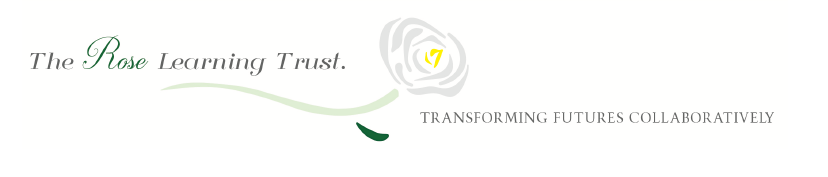 The Rose Learning Trust.
TRANSFORMING FUTURES COLLABORATIVELY